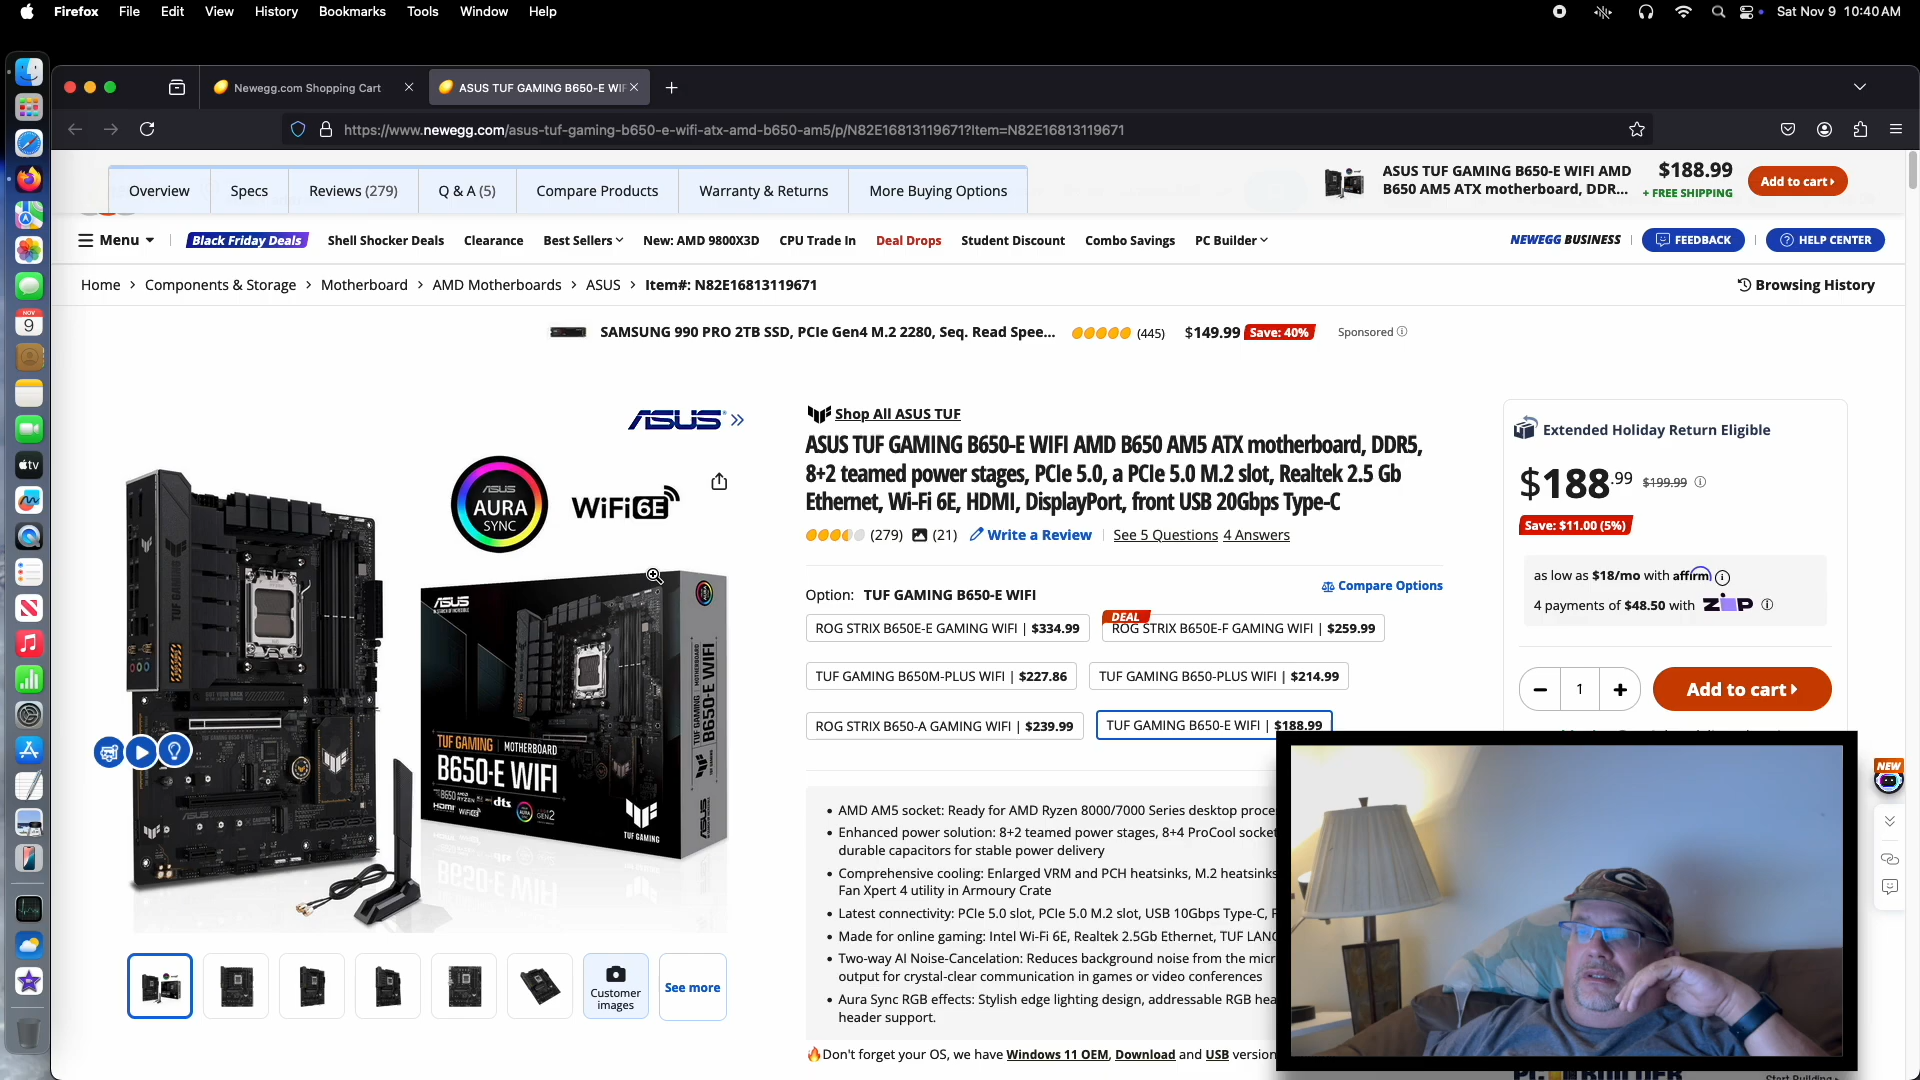 Firefox File Edit View History Bookmarks Tools Window Help
Sat Nov 9 10:40 AM
Newegg.com Shopping Cart
ASUS TUF GAMING B650-E WIF
https://www.newegg.com/asus-tuf-gaming-b650-e-wifi-atx-amd-b650-am5/p/N82E16813119671?Item=N82E16813119671
Overview Specs Reviews (279) Q & A (5) Compare Products Warranty & Returns More Buying Options
ASUS TUF GAMING B650-E WIFI AMD
B650 AM5 ATX motherboard, DDR...
$188.99
+ FREE SHIPPING
Add to cart
Menu Black Friday Deals Shell Shocker Deals Clearance Best Sellers New: AMD 9800X3D CPU Trade In Deal Drops Student Discount Combo Savings PC Builder
NEWEGG BUSINESS FEEDBACK HELP CENTER
Home Components & Storage Motherboard AMD Motherboards ASUS Item#: N82E16813119671
Browsing History
SAMSUNG 990 PRO 2TB SSD, PCIe Gen4 M.2 2280, Seq. Read Spee... (445) $149.99 Save: 40% Sponsored
ASUS
ASUS
AURA
SYNC
WiFi 6E
ASUS
IN SEARCH OF INCREDIBLE
TUF GAMING MOTHERBOARD
B650-E WIFI
TUF GAMING
B650-E WIFI
ASUS
Customer
images
See more
Shop All ASUS TUF
ASUS TUF GAMING B650-E WIFI AMD B650 AM5 ATX motherboard, DDR5,
8+2 teamed power stages, PCIe 5.0, a PCIe 5.0 M.2 slot, Realtek 2.5 Gb
Ethernet, Wi-Fi 6E, HDMI, DisplayPort, front USB 20Gbps Type-C
(279) (21) Write a Review See 5 Questions 4 Answers
Option: TUF GAMING B650-E WIFI
Compare Options
DEAL
ROG STRIX B650E-E GAMING WIFI | $334.99
ROG STRIX B650E-F GAMING WIFI | $259.99
TUF GAMING B650M-PLUS WIFI | $227.86
TUF GAMING B650-PLUS WIFI | $214.99
ROG STRIX B650-A GAMING WIFI | $239.99
TUF GAMING B650-E WIFI | $188.99
• AMD AM5 socket: Ready for AMD Ryzen 8000/7000 Series desktop proce
• Enhanced power solution: 8+2 teamed power stages, 8+4 ProCool socket
durable capacitors for stable power delivery
• Comprehensive cooling: Enlarged VRM and PCH heatsinks, M.2 heatsinks
Fan Xpert 4 utility in Armoury Crate
• Latest connectivity: PCIe 5.0 slot, PCIe 5.0 M.2 slot, USB 10Gbps Type-C, F
• Made for online gaming: Intel Wi-Fi 6E, Realtek 2.5Gb Ethernet, TUF LANG
• Two-way AI Noise-Cancelation: Reduces background noise from the micr
output for crystal-clear communication in games or video conferences
• Aura Sync RGB effects: Stylish edge lighting design, addressable RGB hea
header support.
Don't forget your OS, we have Windows 11 OEM, Download and USB version
Extended Holiday Return Eligible
$188.99 $199.99
Save: $11.00 (5%)
as low as $18/mo with affirm
4 payments of $48.50 with ZIP
1
Add to cart
NEW